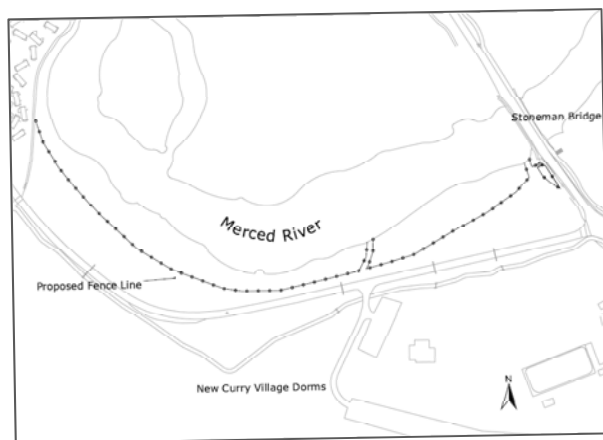 Stoneman Bridge
Merced River
Proposed Fence Line
New Curry Village Dorms
N